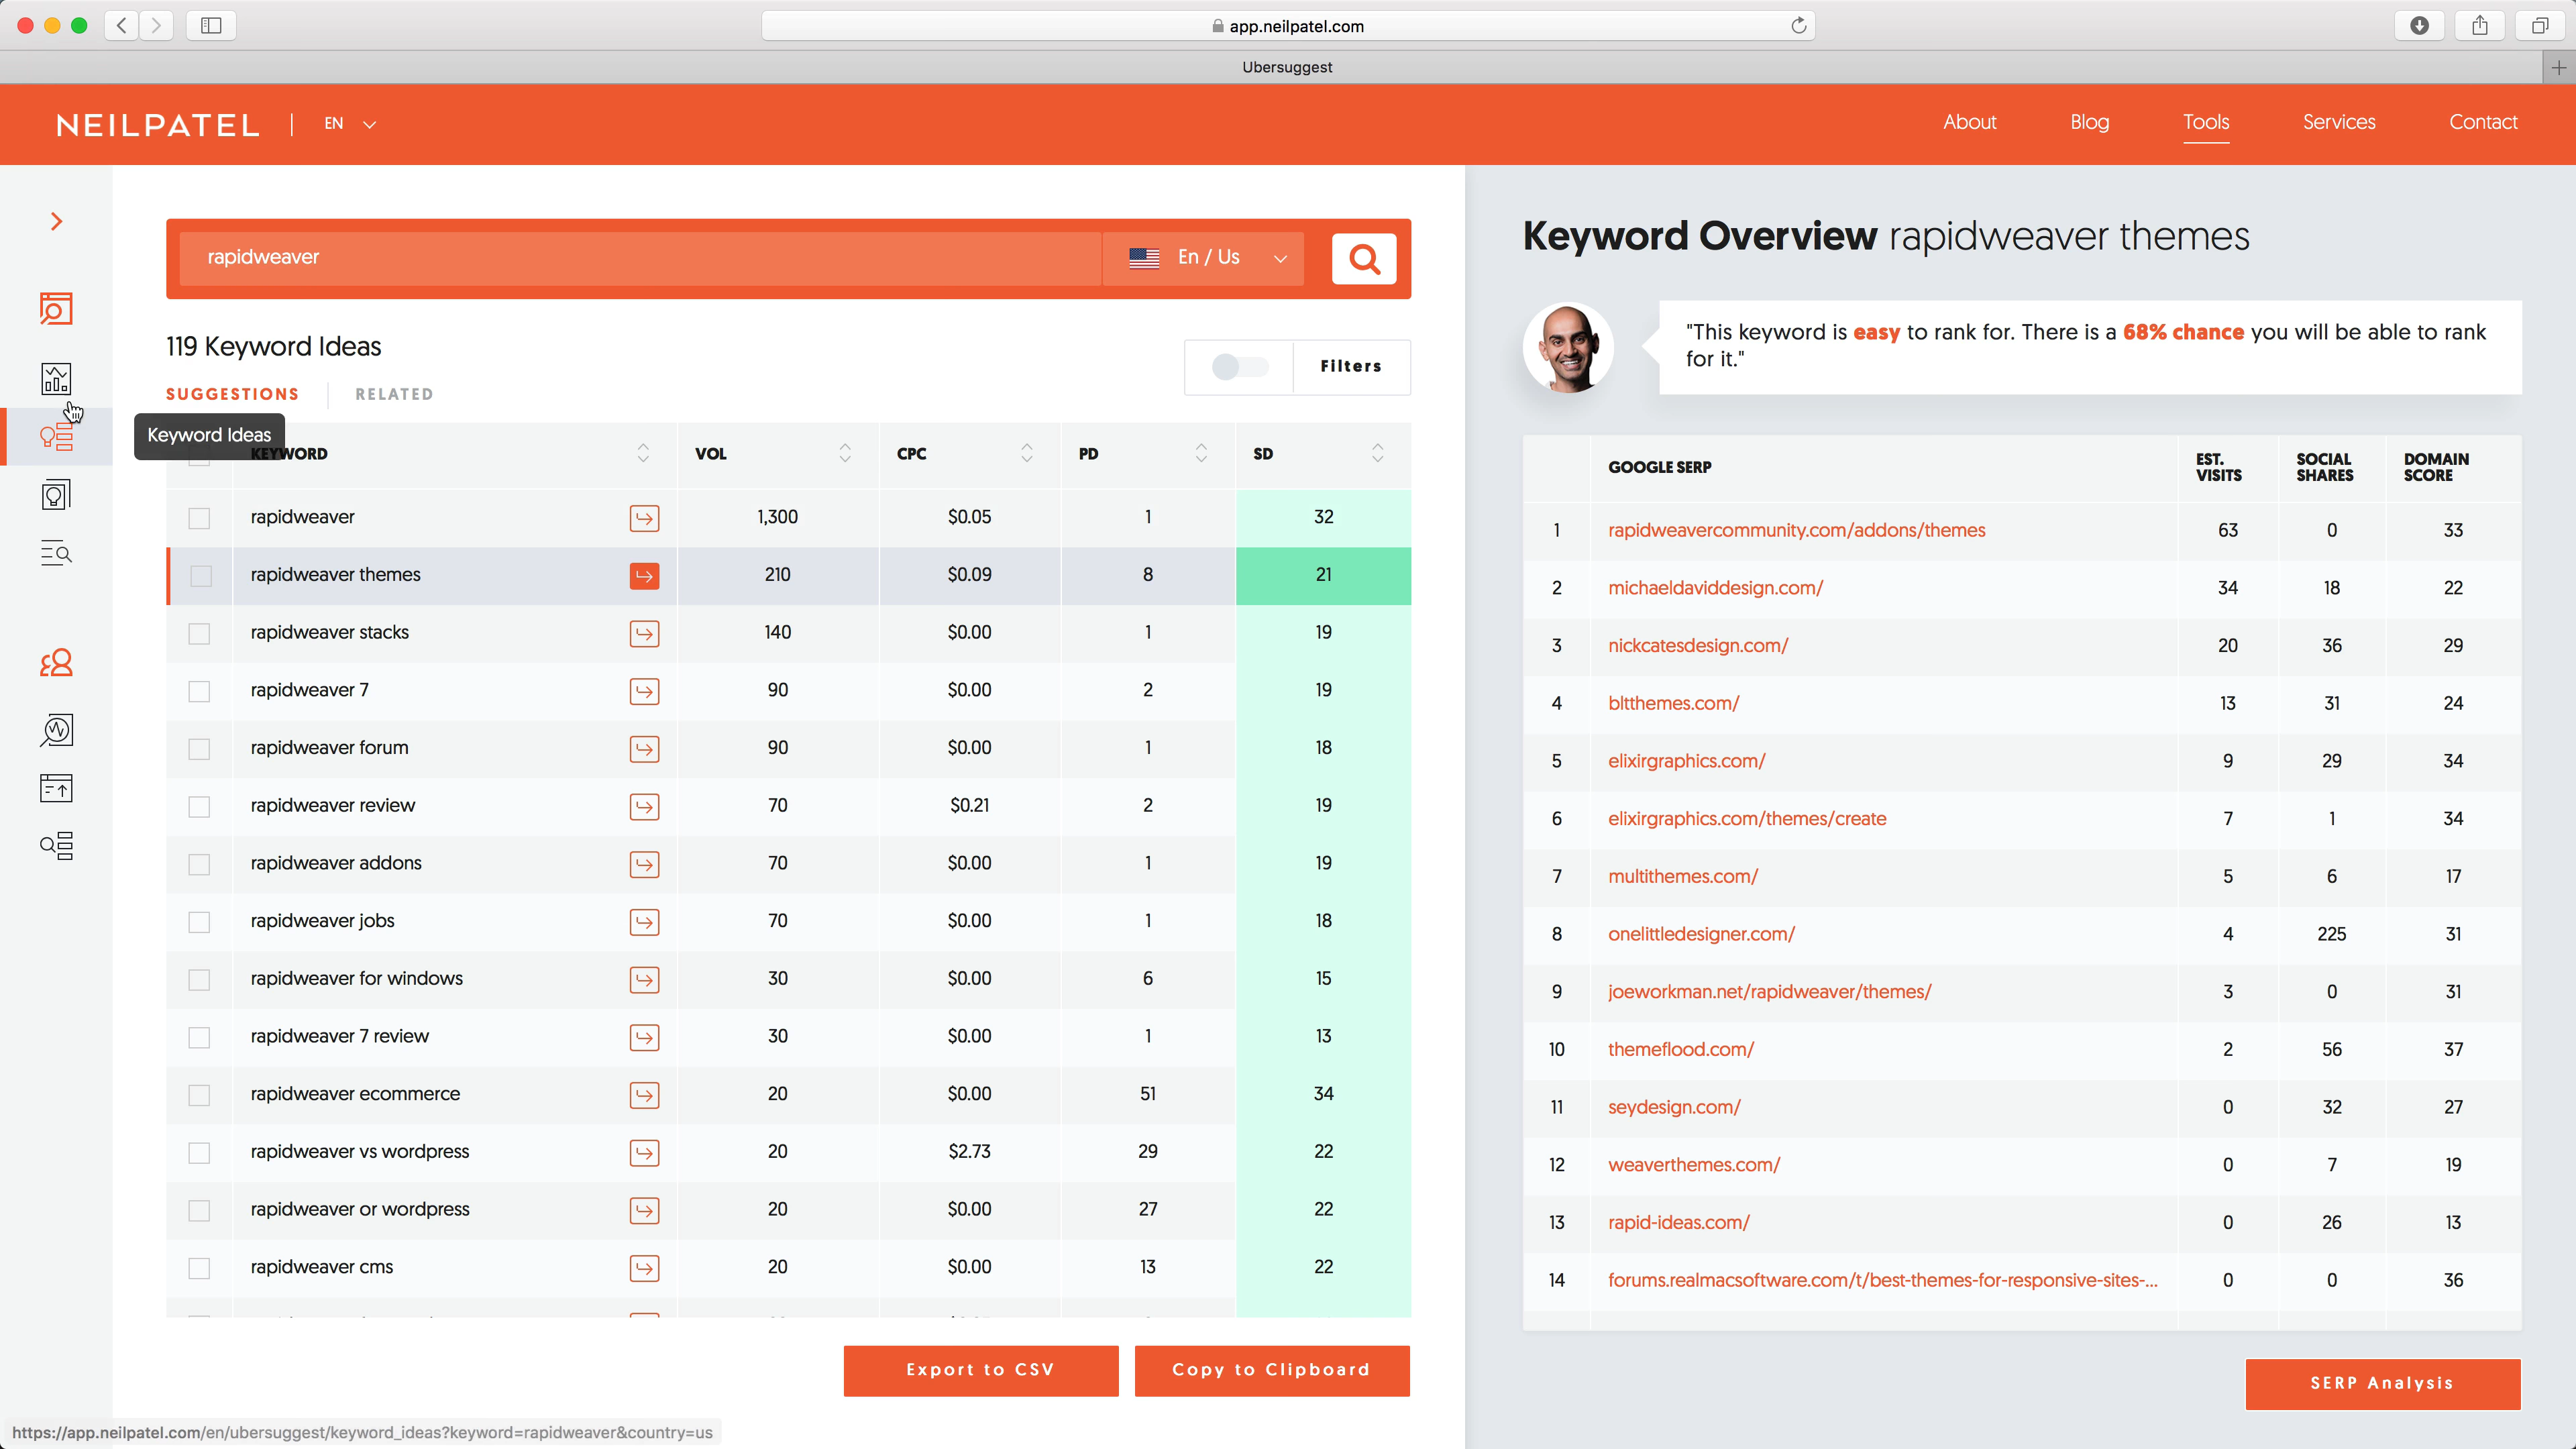 app.neilpatel.com
Ubersuggest
NEILPATEL
EN
About
Blog
Tools
Services
Contact
rapidweaver
En / Us
119 Keyword Ideas
Filters
SUGGESTIONS
RELATED
Keyword Ideas
KEYWORD VOL CPC PD SD
rapidweaver 1,300 $0.05 1 32
rapidweaver themes 210 $0.09 8 21
rapidweaver stacks 140 $0.00 1 19
rapidweaver 7 90 $0.00 2 19
rapidweaver forum 90 $0.00 1 18
rapidweaver review 70 $0.21 2 19
rapidweaver addons 70 $0.00 1 19
rapidweaver jobs 70 $0.00 1 18
rapidweaver for windows 30 $0.00 6 15
rapidweaver 7 review 30 $0.00 1 13
rapidweaver ecommerce 20 $0.00 51 34
rapidweaver vs wordpress 20 $2.73 29 22
rapidweaver or wordpress 20 $0.00 27 22
rapidweaver cms 20 $0.00 13 22
Export to CSV
Copy to Clipboard
Keyword Overview rapidweaver themes
"This keyword is easy to rank for. There is a 68% chance you will be able to rank
for it."
GOOGLE SERP
EST. VISITS
SOCIAL SHARES
DOMAIN SCORE
1 rapidweavercommunity.com/addons/themes 63 0 33
2 michaeldaviddesign.com/ 34 18 22
3 nickcatesdesign.com/ 20 36 29
4 bltthemes.com/ 13 31 24
5 elixirgraphics.com/ 9 29 34
6 elixirgraphics.com/themes/create 7 1 34
7 multithemes.com/ 5 6 17
8 onelittledesigner.com/ 4 225 31
9 joeworkman.net/rapidweaver/themes/ 3 0 31
10 themeflood.com/ 2 56 37
11 seydesign.com/ 0 32 27
12 weaverthemes.com/ 0 7 19
13 rapid-ideas.com/ 0 26 13
14 forums.realmacsoftware.com/t/best-themes-for-responsive-sites-... 0 0 36
SERP Analysis
https://app.neilpatel.com/en/ubersuggest/keyword_ideas?keyword=rapidweaver&country=us